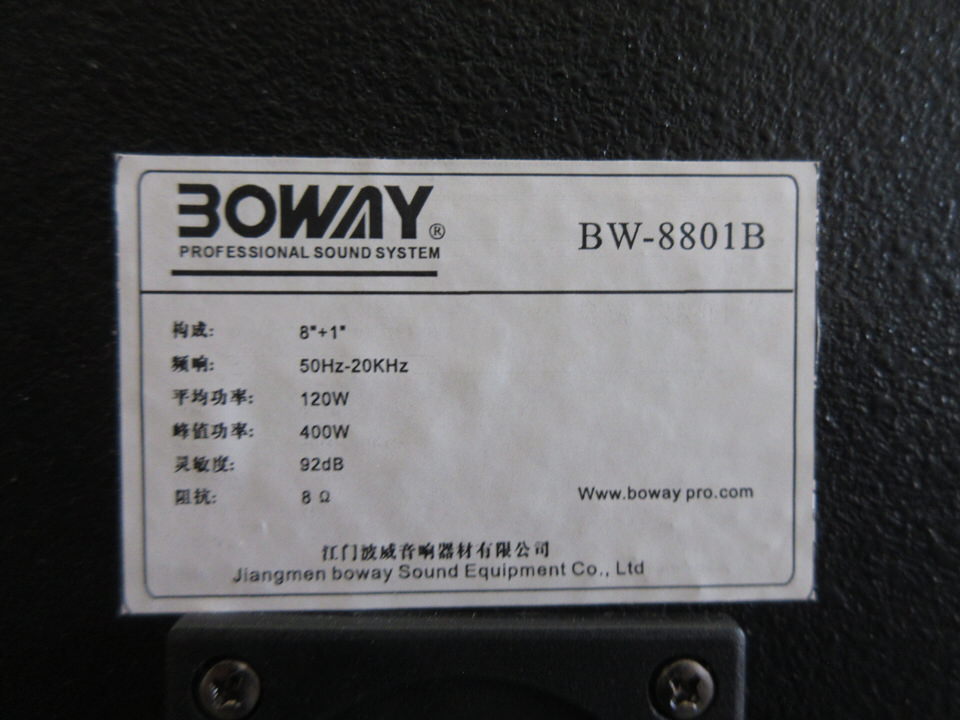 BOWAY®
PROFESSIONAL SOUND SYSTEM
BW-8801B
构成: 8"+1"
频响: 50Hz-20KHz
平均功率: 120W
峰值功率: 400W
灵敏度: 92dB
阻抗: 8 Ω
Www.boway pro.com
江门波威音响器材有限公司
Jiangmen boway Sound Equipment Co., Ltd